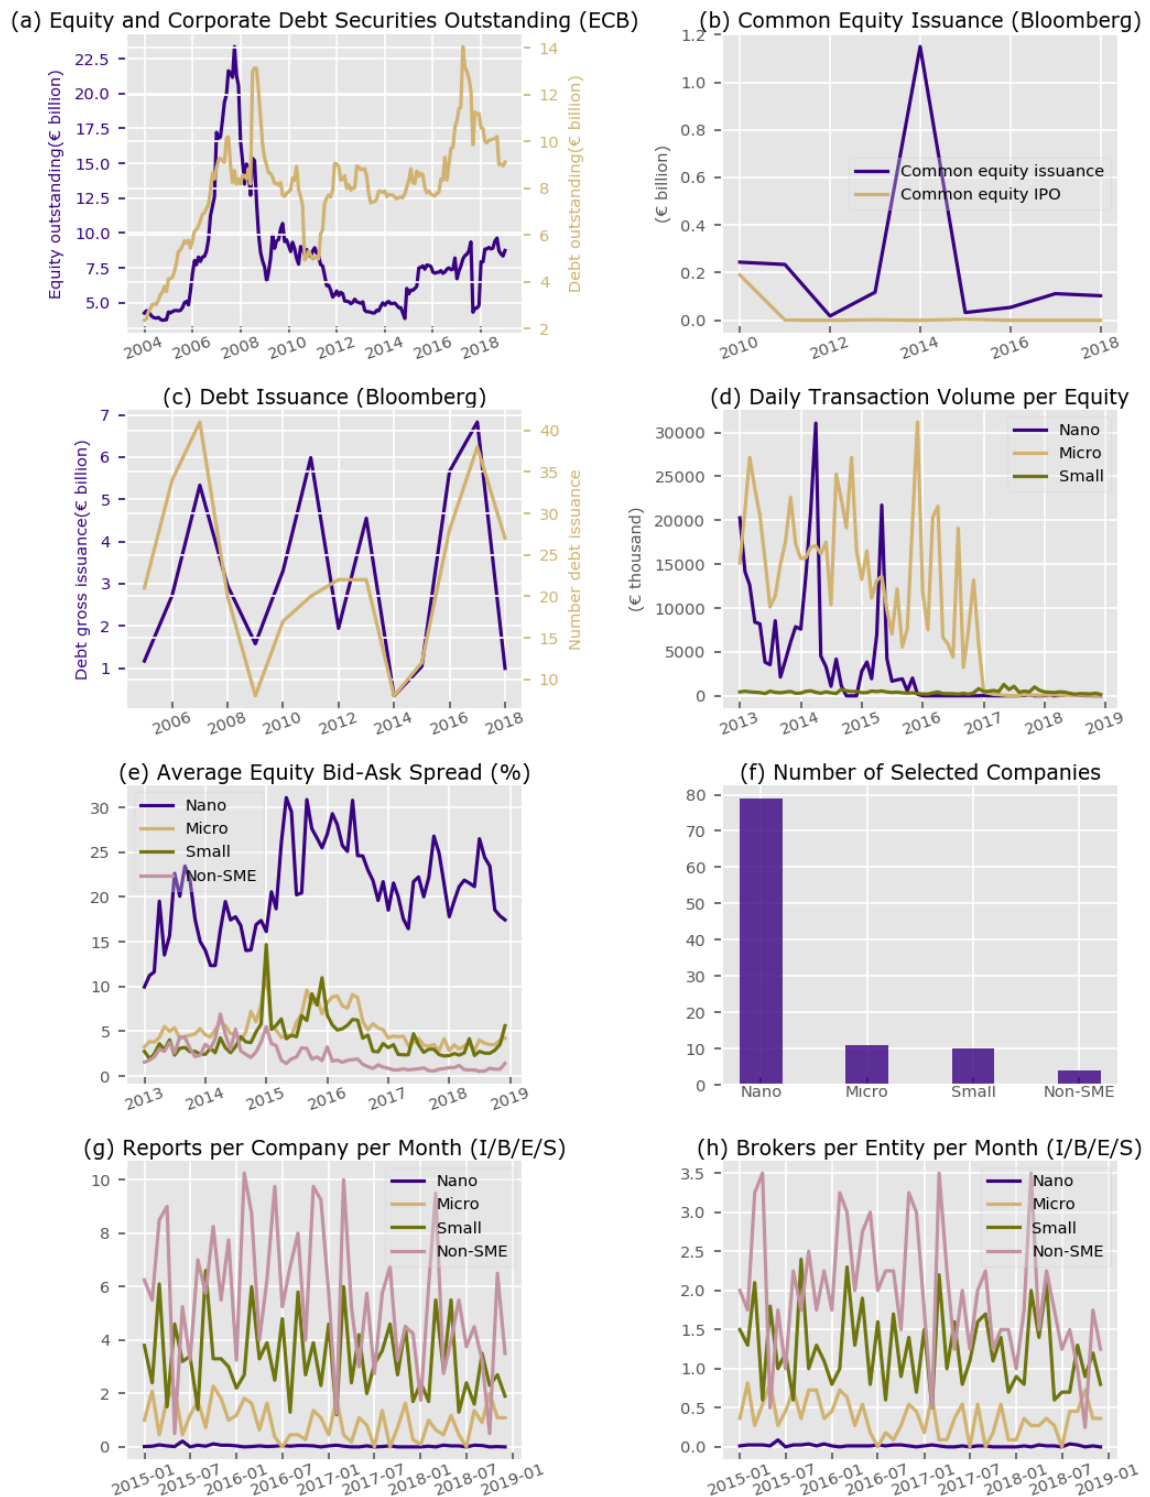 (a) Equity and Corporate Debt Securities Outstanding (ECB)
Equity outstanding(€ billion)
22.5
20.0
17.5
15.0
12.5
10.0
7.5
5.0
14
12
10
8
6
4
2
Debt outstanding(€ billion)
2004 2006 2008 2010 2012 2014 2016 2018
(b) Common Equity Issuance (Bloomberg)
(€ billion)
1.2
1.0
0.8
0.6
0.4
0.2
0.0
Common equity issuance
Common equity IPO
2010 2012 2014 2016 2018
(c) Debt Issuance (Bloomberg)
Debt gross issuance(€ billion)
7
6
5
4
3
2
1
40
35
30
25
20
15
10
Number debt issuance
2006 2008 2010 2012 2014 2016 2018
(d) Daily Transaction Volume per Equity
(€ thousand)
30000
25000
20000
15000
10000
5000
0
Nano
Micro
Small
2013 2014 2015 2016 2017 2018 2019
(e) Average Equity Bid-Ask Spread (%)
30
25
20
15
10
5
0
Nano
Micro
Small
Non-SME
2013 2014 2015 2016 2017 2018 2019
(f) Number of Selected Companies
80
70
60
50
40
30
20
10
0
Nano Micro Small Non-SME
(g) Reports per Company per Month (I/B/E/S)
10
8
6
4
2
0
Nano
Micro
Small
Non-SME
2015-01 2015-07 2016-01 2016-07 2017-01 2017-07 2018-01 2018-07 2019-01
(h) Brokers per Entity per Month (I/B/E/S)
3.5
3.0
2.5
2.0
1.5
1.0
0.5
0.0
Nano
Micro
Small
Non-SME
2015-01 2015-07 2016-01 2016-07 2017-01 2017-07 2018-01 2018-07 2019-01